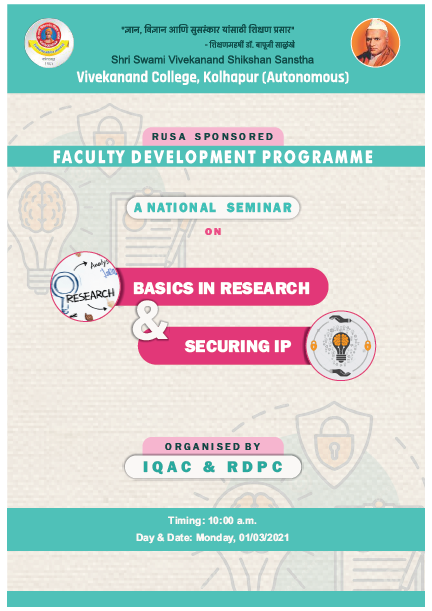 "ज्ञान, विज्ञान आणि सुसंस्कार यांसाठी शिक्षण प्रसार"
- शिक्षणमहर्षी डॉ. बापूजी साळुंखे
Shri Swami Vivekanand Shikshan Sanstha
Vivekanand College, Kolhapur (Autonomous)
RUSA SPONSORED
FACULTY DEVELOPMENT PROGRAMME
A NATIONAL SEMINAR
ON
RESEARCH
BASICS IN RESEARCH
&
SECURING IP
ORGANISED BY
IQAC & RDPC
Timing: 10:00 a.m.
Day & Date: Monday, 01/03/2021